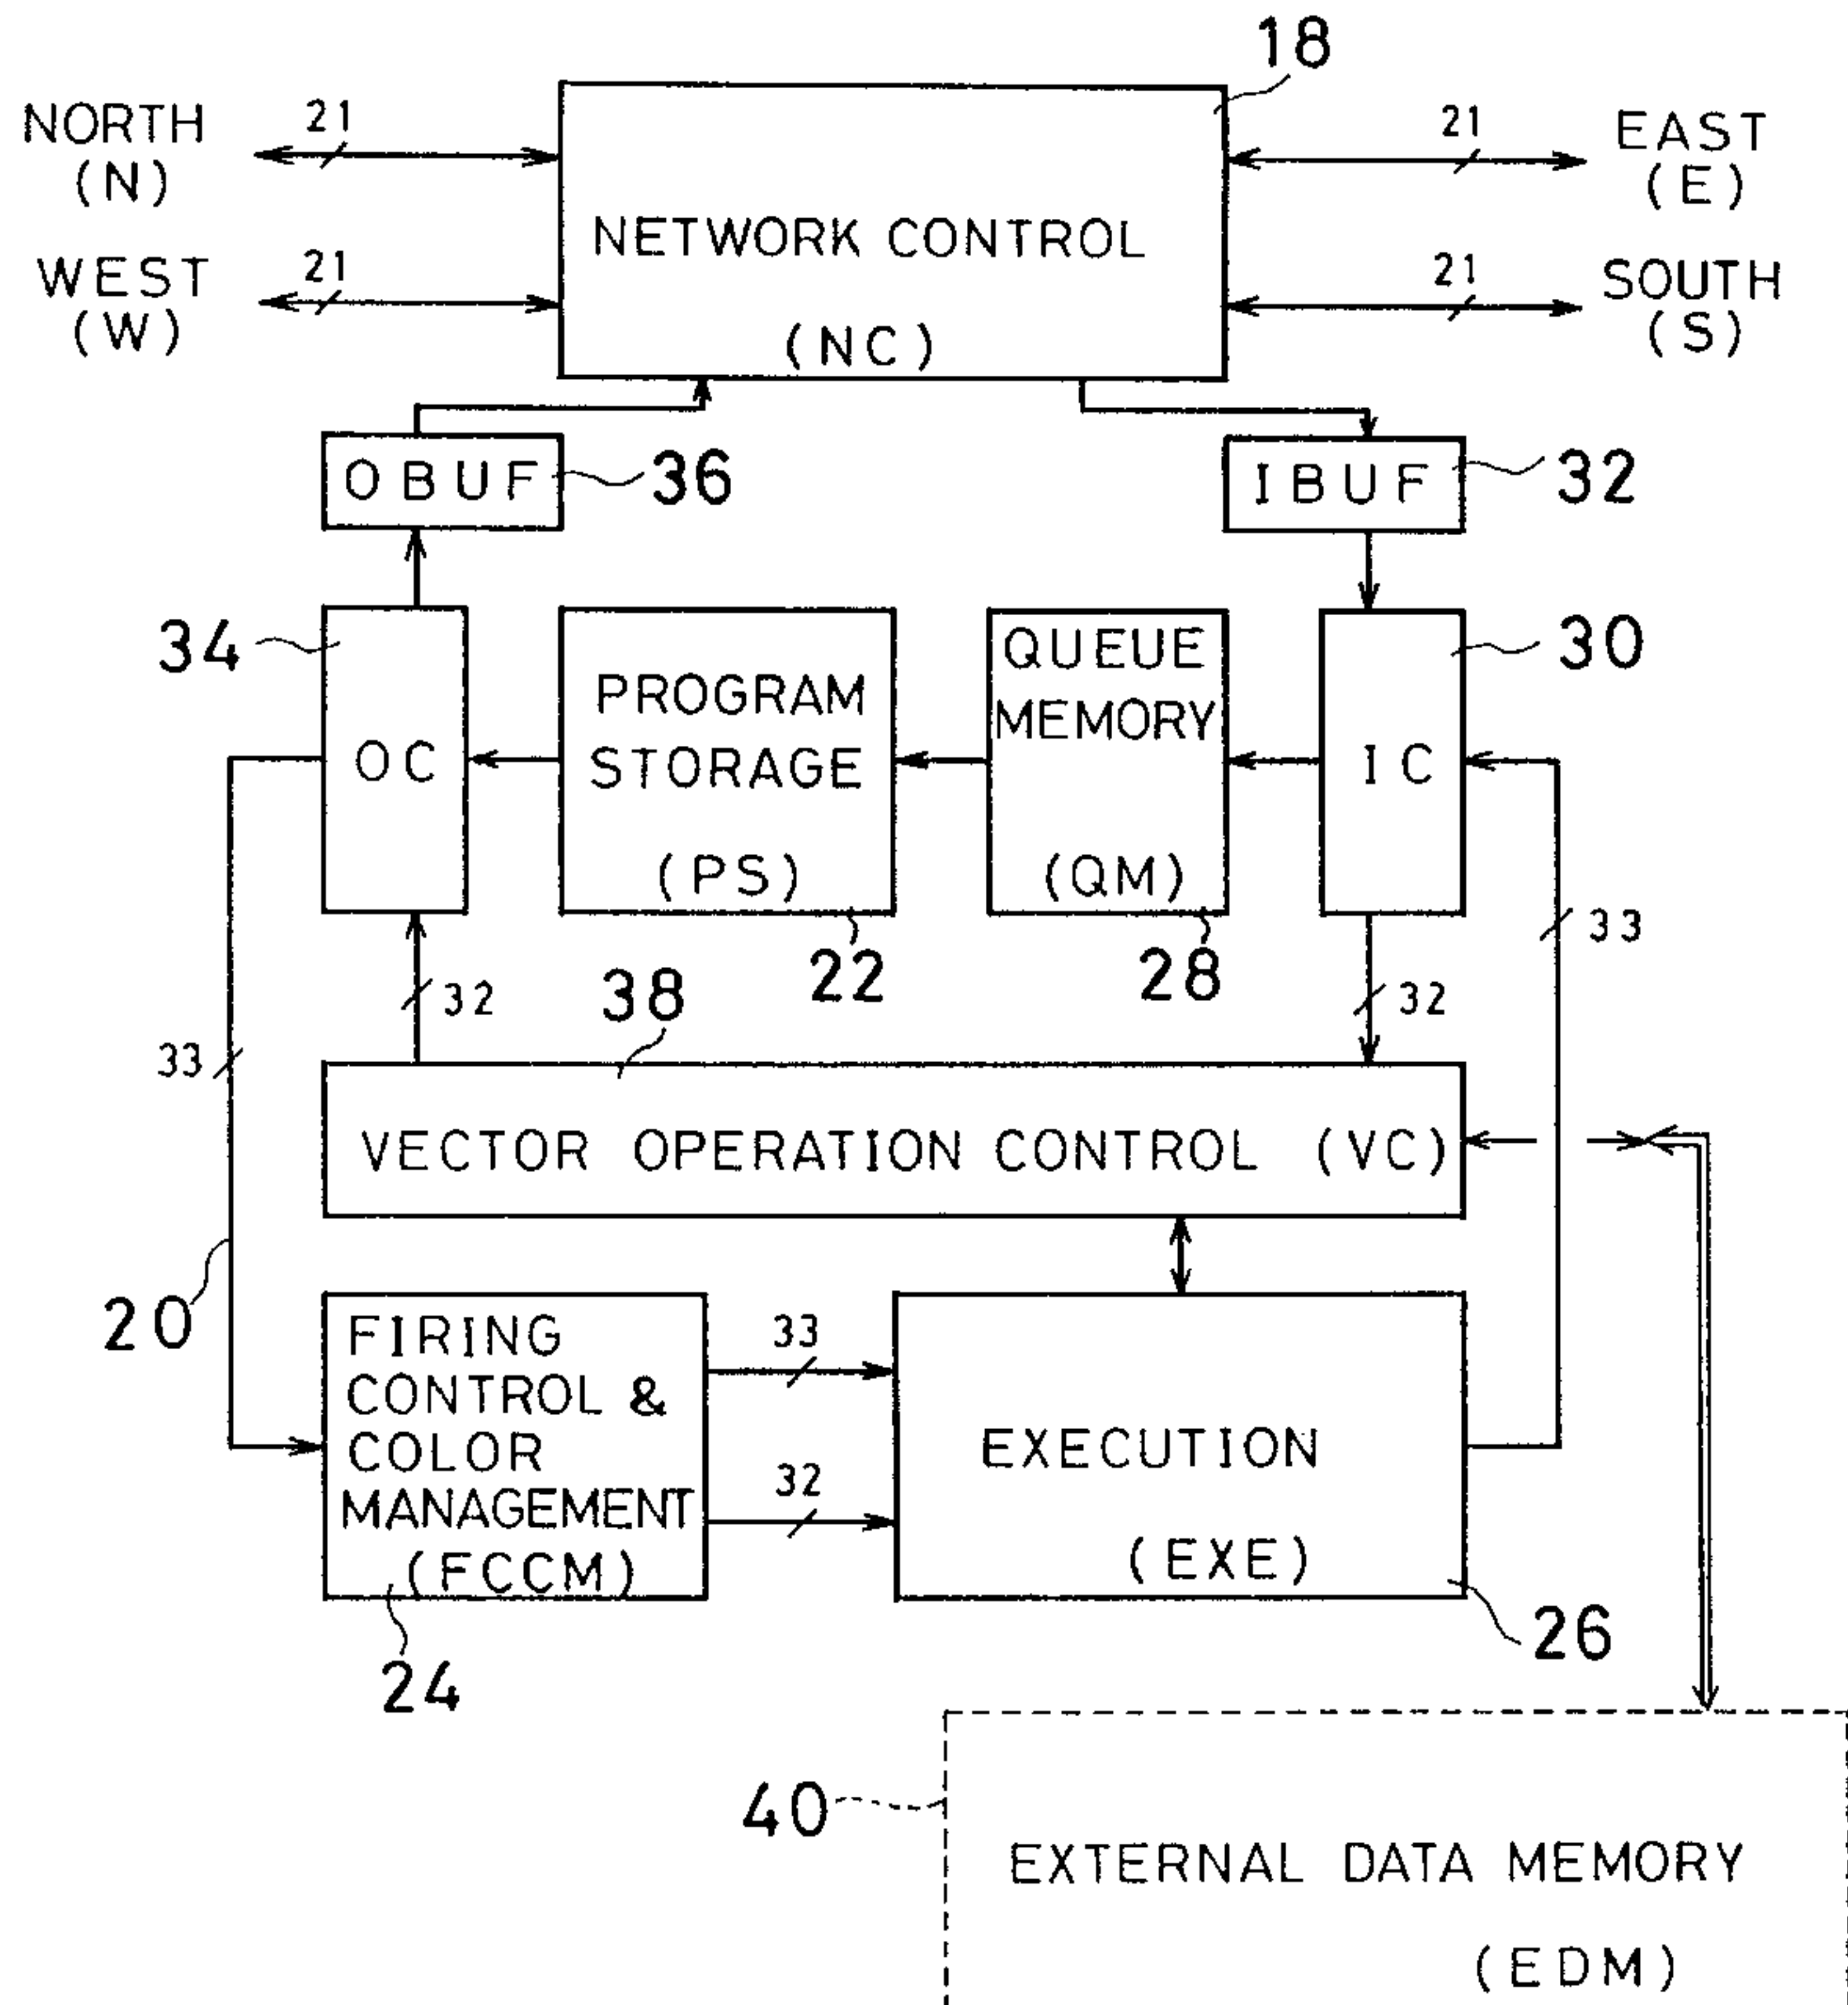 18
NORTH
(N)
21
21
EAST
(E)
WEST
(W)
21
NETWORK CONTROL
(NC)
21
SOUTH
(S)
OBUF
36
IBUF
32
34
OC
PROGRAM
STORAGE
(PS)
22
QUEUE
MEMORY
(QM)
28
IC
30
33
32
38
32
33
VECTOR OPERATION CONTROL (VC)
20
FIRING
CONTROL &
COLOR
MANAGEMENT
(FCCM)
24
33
32
EXECUTION
(EXE)
26
40
EXTERNAL DATA MEMORY
(EDM)